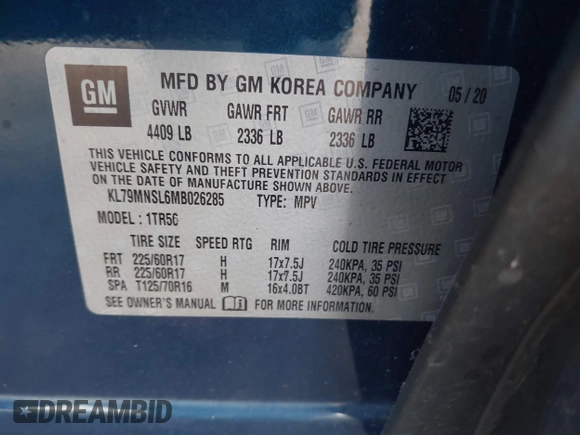 GM
MFD BY GM KOREA COMPANY 05 / 20
GVWR GAWR FRT GAWR RR
4409 LB 2336 LB 2336 LB
THIS VEHICLE CONFORMS TO ALL APPLICABLE U.S. FEDERAL MOTOR
VEHICLE SAFETY AND THEFT PREVENTION STANDARDS IN EFFECT
ON THE DATE OF MANUFACTURE SHOWN ABOVE.
KL79MNSL6MB026285 TYPE: MPV
MODEL : 1TR56
TIRE SIZE SPEED RTG RIM COLD TIRE PRESSURE
FRT 225/60R17 H 17x7.5J 240KPA, 35 PSI
RR 225/60R17 H 17x7.5J 240KPA, 35 PSI
SPA T125/70R16 M 16x4.0BT 420KPA, 60 PSI
SEE OWNER'S MANUAL FOR MORE INFORMATION
DREAMBID